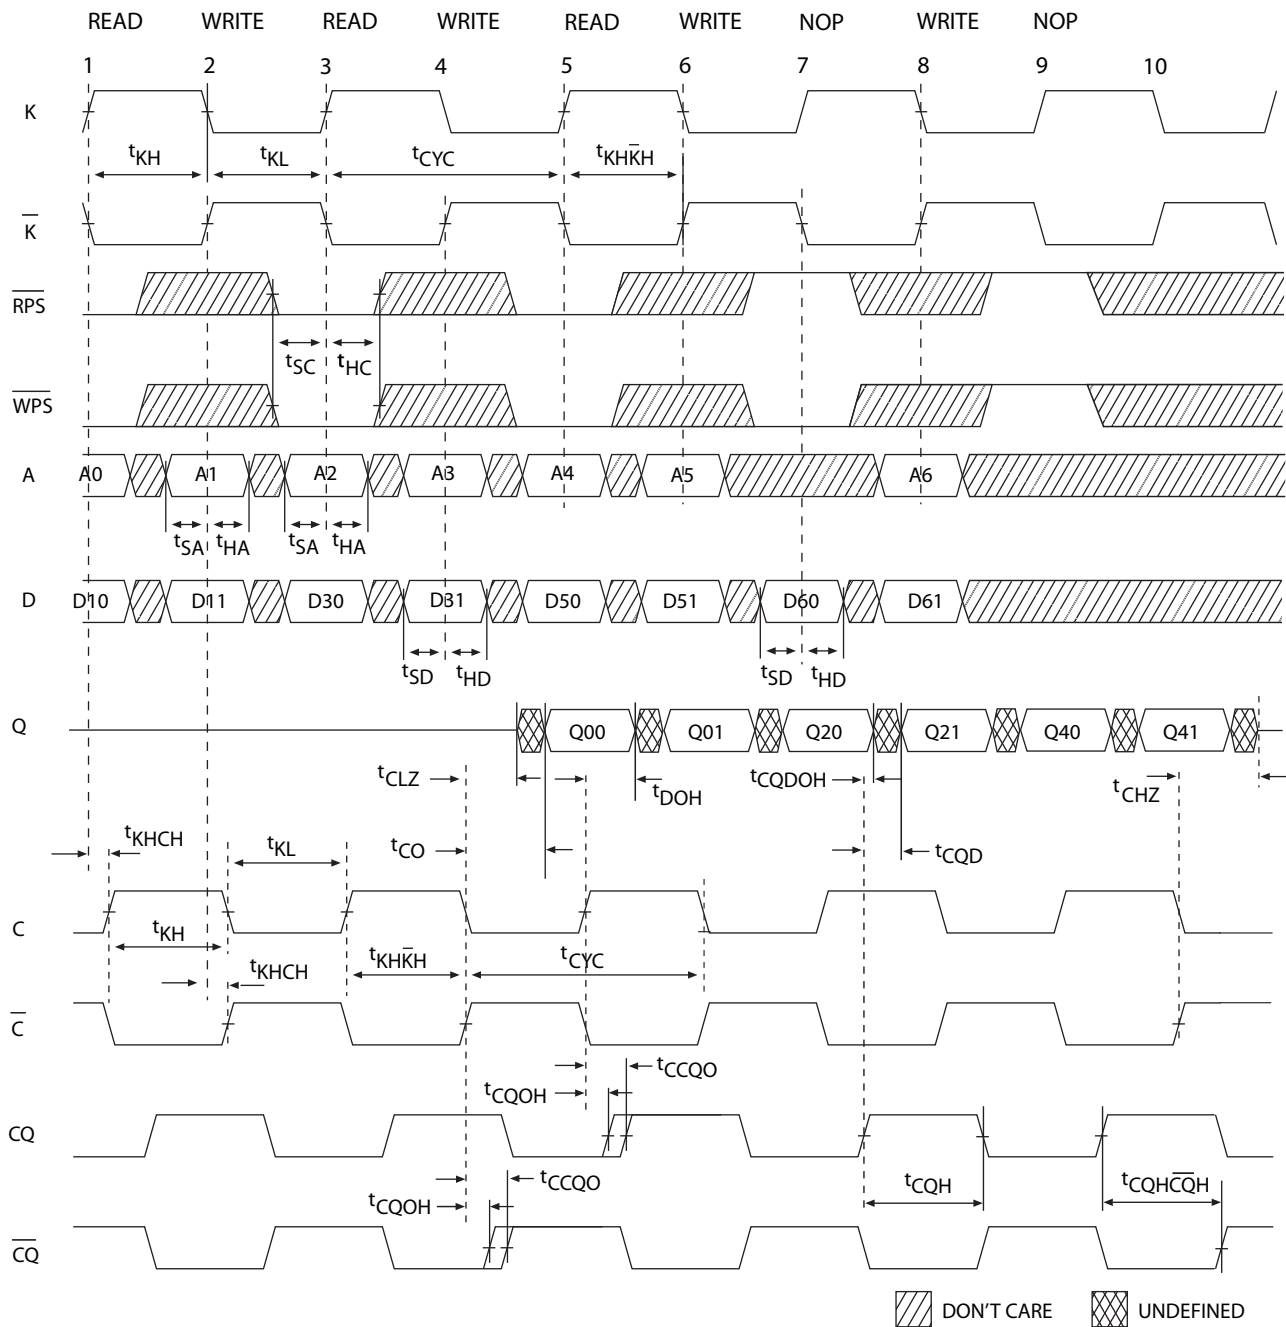 READ WRITE READ WRITE READ WRITE NOP WRITE NOP
1 2 3 4 5 6 7 8 9 10
K
tKH tKL tCYC tKHK̅H
K̅
R̅P̅S̅
tSC tHC
W̅P̅S̅
A A0 A1 A2 A3 A4 A5 A6
tSA tHA tSA tHA
D D10 D11 D30 D31 D50 D51 D60 D61
tSD tHD tSD tHD
Q Q00 Q01 Q20 Q21 Q40 Q41
tCLZ tDOH tCQDOH tCHZ
tKHCH tKL tCO tCQD
C
tKH tKHK̅H tCYC
tKHCH
C̅
tCCQO
tCQOH
CQ
tCCQO
tCQOH tCQH tCQHC̅Q̅H
C̅Q̅
DON'T CARE UNDEFINED